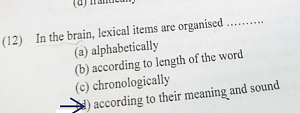 (12) In the brain, lexical items are organised ..........
(a) alphabetically
(b) according to length of the word
(c) chronologically
d) according to their meaning and sound